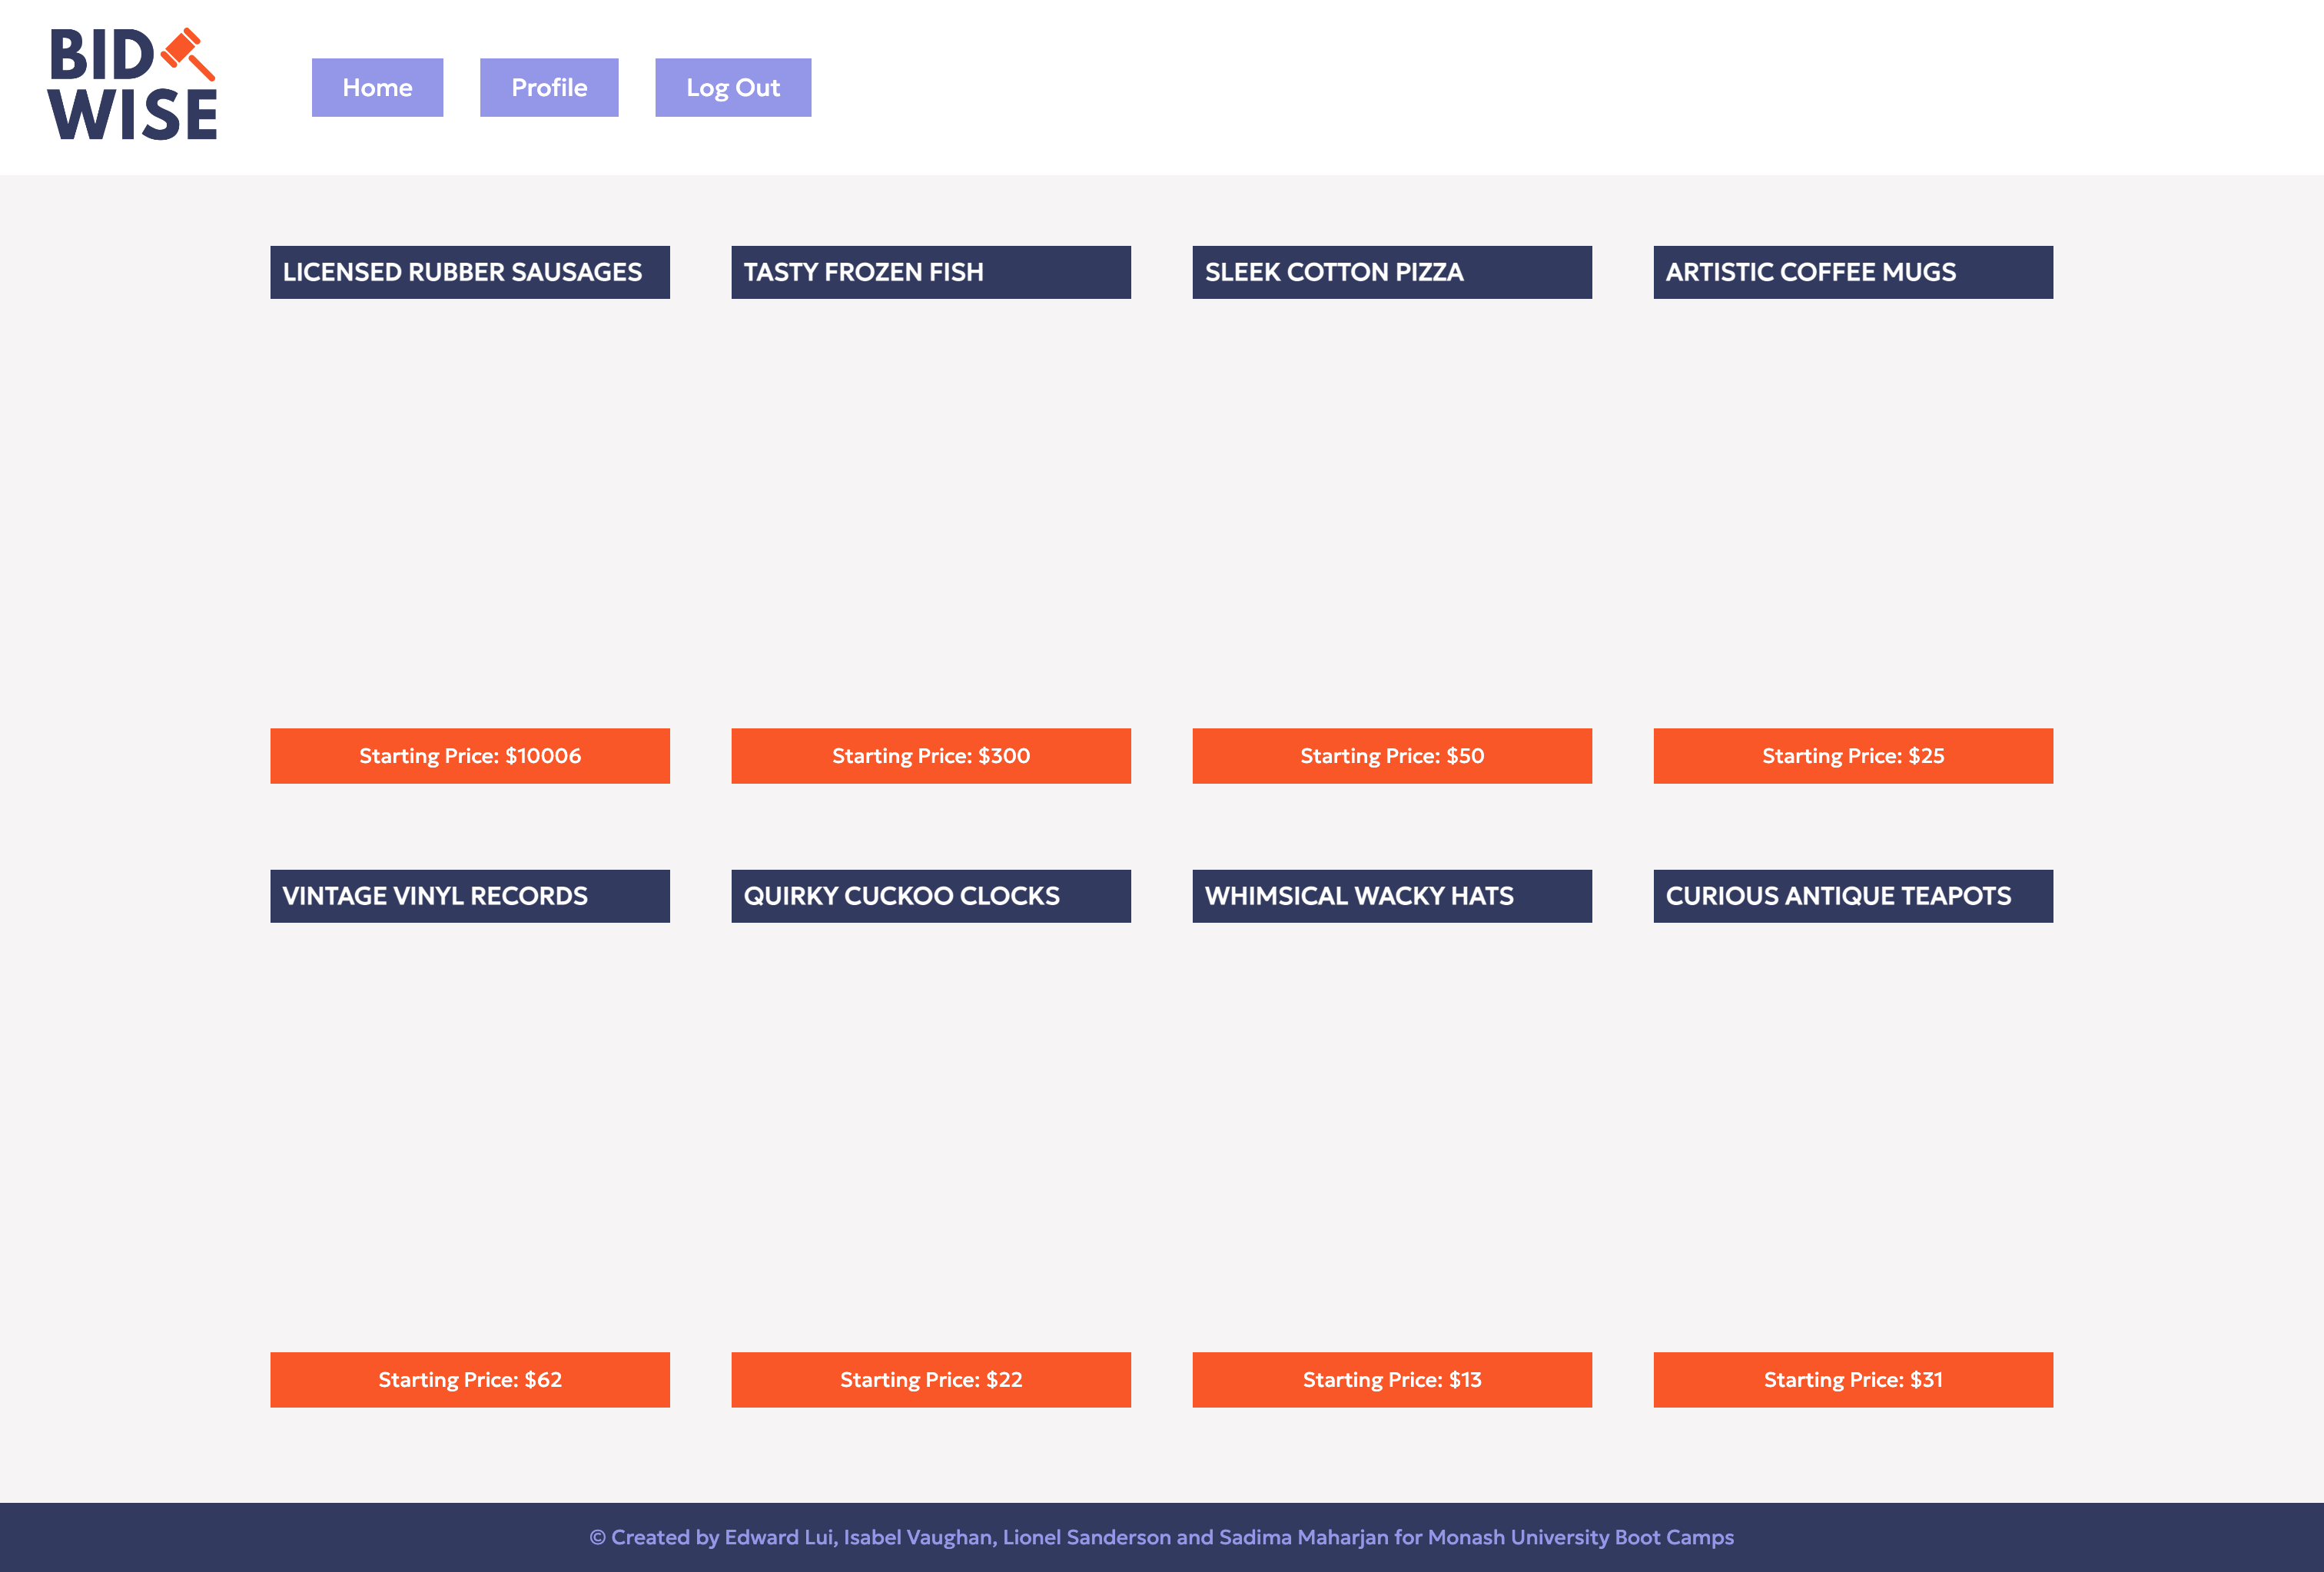 BID
WISE
Home
Profile
Log Out
LICENSED RUBBER SAUSAGES
TASTY FROZEN FISH
SLEEK COTTON PIZZA
ARTISTIC COFFEE MUGS
Starting Price: $10006
Starting Price: $300
Starting Price: $50
Starting Price: $25
VINTAGE VINYL RECORDS
QUIRKY CUCKOO CLOCKS
WHIMSICAL WACKY HATS
CURIOUS ANTIQUE TEAPOTS
Starting Price: $62
Starting Price: $22
Starting Price: $13
Starting Price: $31
© Created by Edward Lui, Isabel Vaughan, Lionel Sanderson and Sadima Maharjan for Monash University Boot Camps